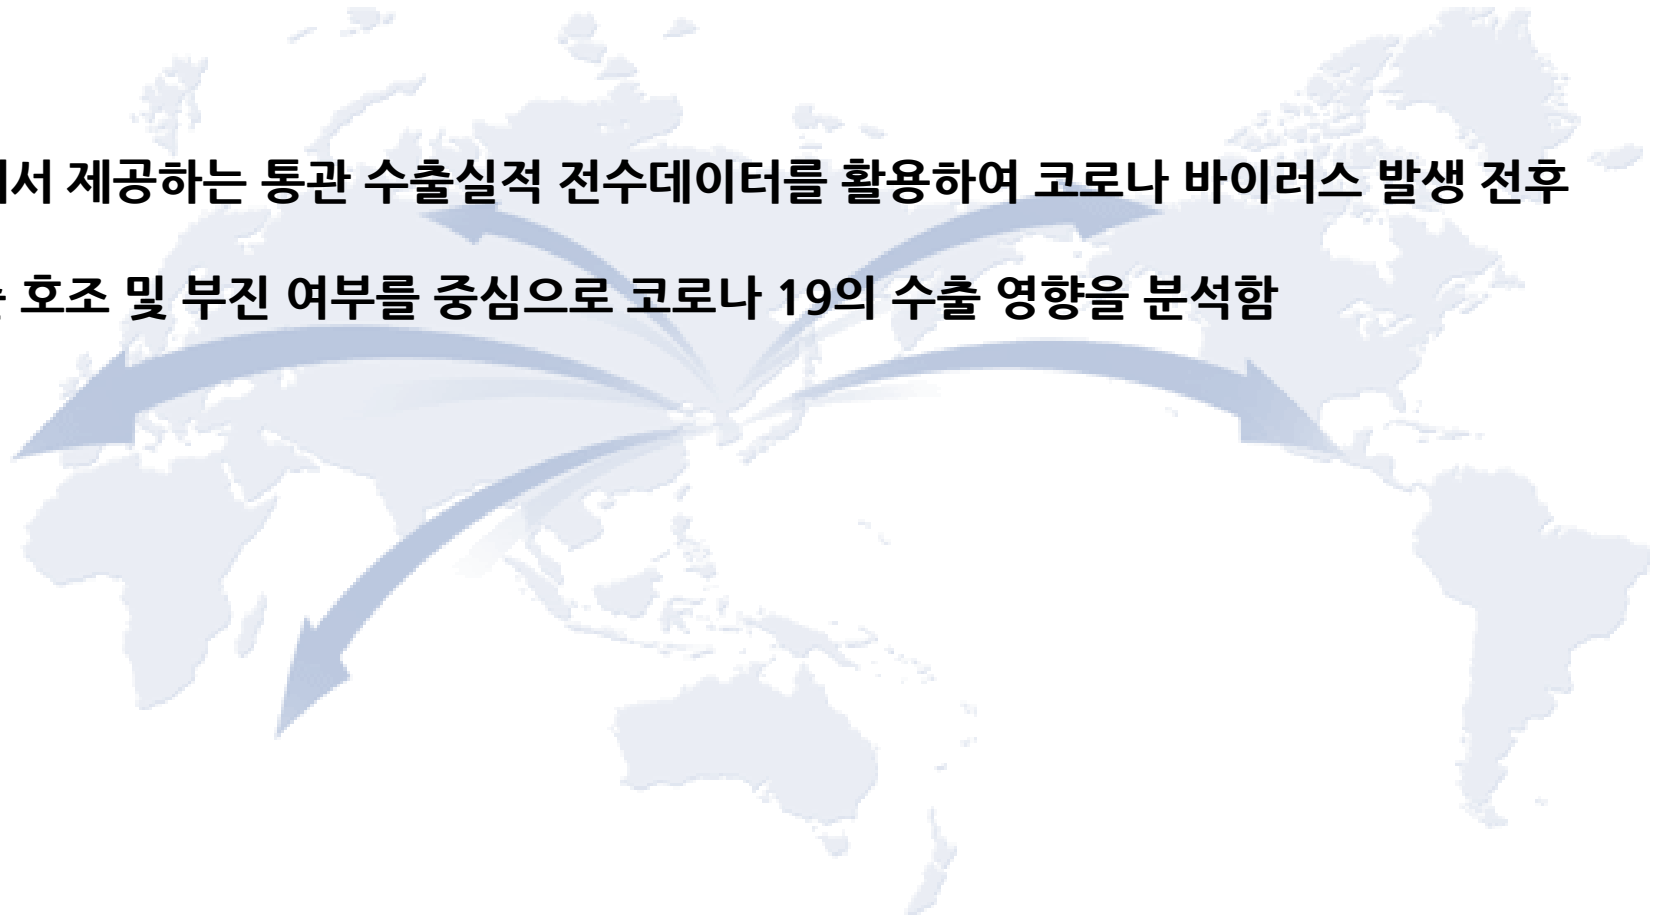 서 제공하는 통관 수출실적 전수데이터를 활용하여 코로나 바이러스 발생 전후
호조 및 부진 여부를 중심으로 코로나 19의 수출 영향을 분석함